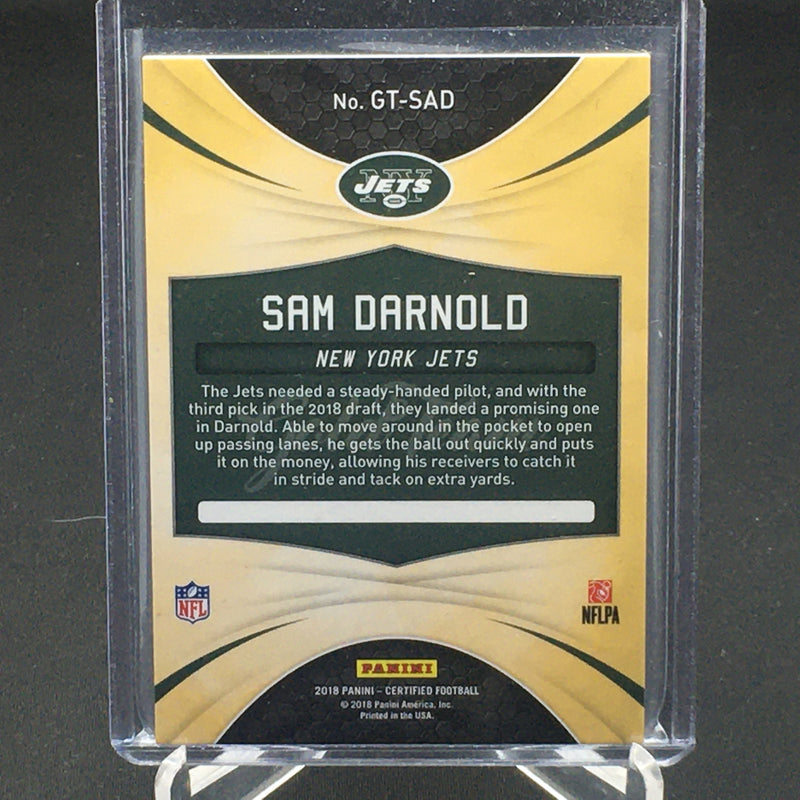 No. GT-SAD
NY
JETS
SAM DARNOLD
NEW YORK JETS
The Jets needed a steady-handed pilot, and with the
third pick in the 2018 draft, they landed a promising one
in Darnold. Able to move around in the pocket to open
up passing lanes, he gets the ball out quickly and puts
it on the money, allowing his receivers to catch it
in stride and tack on extra yards.
NFL
NFLPA
PANINI
2018 PANINI – CERTIFIED FOOTBALL
© 2018 Panini America, Inc.
Printed in the USA.